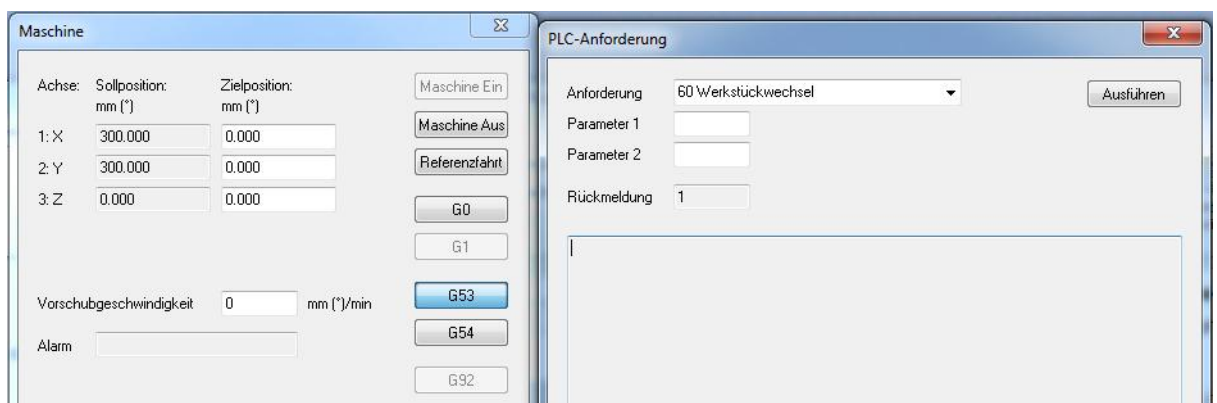 Maschine
Achse: Sollposition: Zielposition:
mm (°) mm (°)
1: X 300.000 0.000
2: Y 300.000 0.000
3: Z 0.000 0.000
Vorschubgeschwindigkeit 0 mm (°)/min
Alarm
Maschine Ein
Maschine Aus
Referenzfahrt
G0
G1
G53
G54
G92
PLC-Anforderung
Anforderung 60 Werkstückwechsel Ausführen
Parameter 1
Parameter 2
Rückmeldung 1